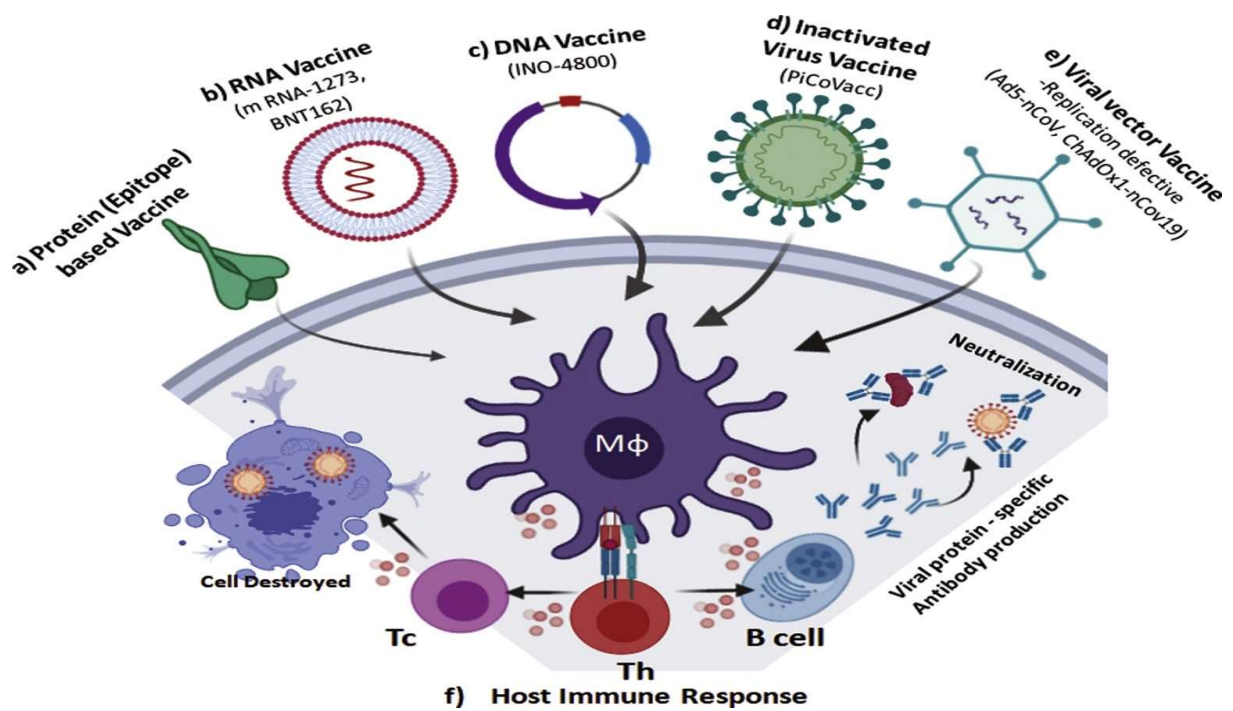 a) Protein (Epitope)
based Vaccine
b) RNA Vaccine
(m RNA-1273,
BNT162)
c) DNA Vaccine
(INO-4800)
d) Inactivated
Virus Vaccine
(PiCoVacc)
e) Viral vector Vaccine
-Replication defective
(Ad5-nCoV, ChAdOx1-nCov19)
Neutralization
Mϕ
Viral protein - specific
Antibody production
Cell Destroyed
Tc
B cell
Th
f) Host Immune Response